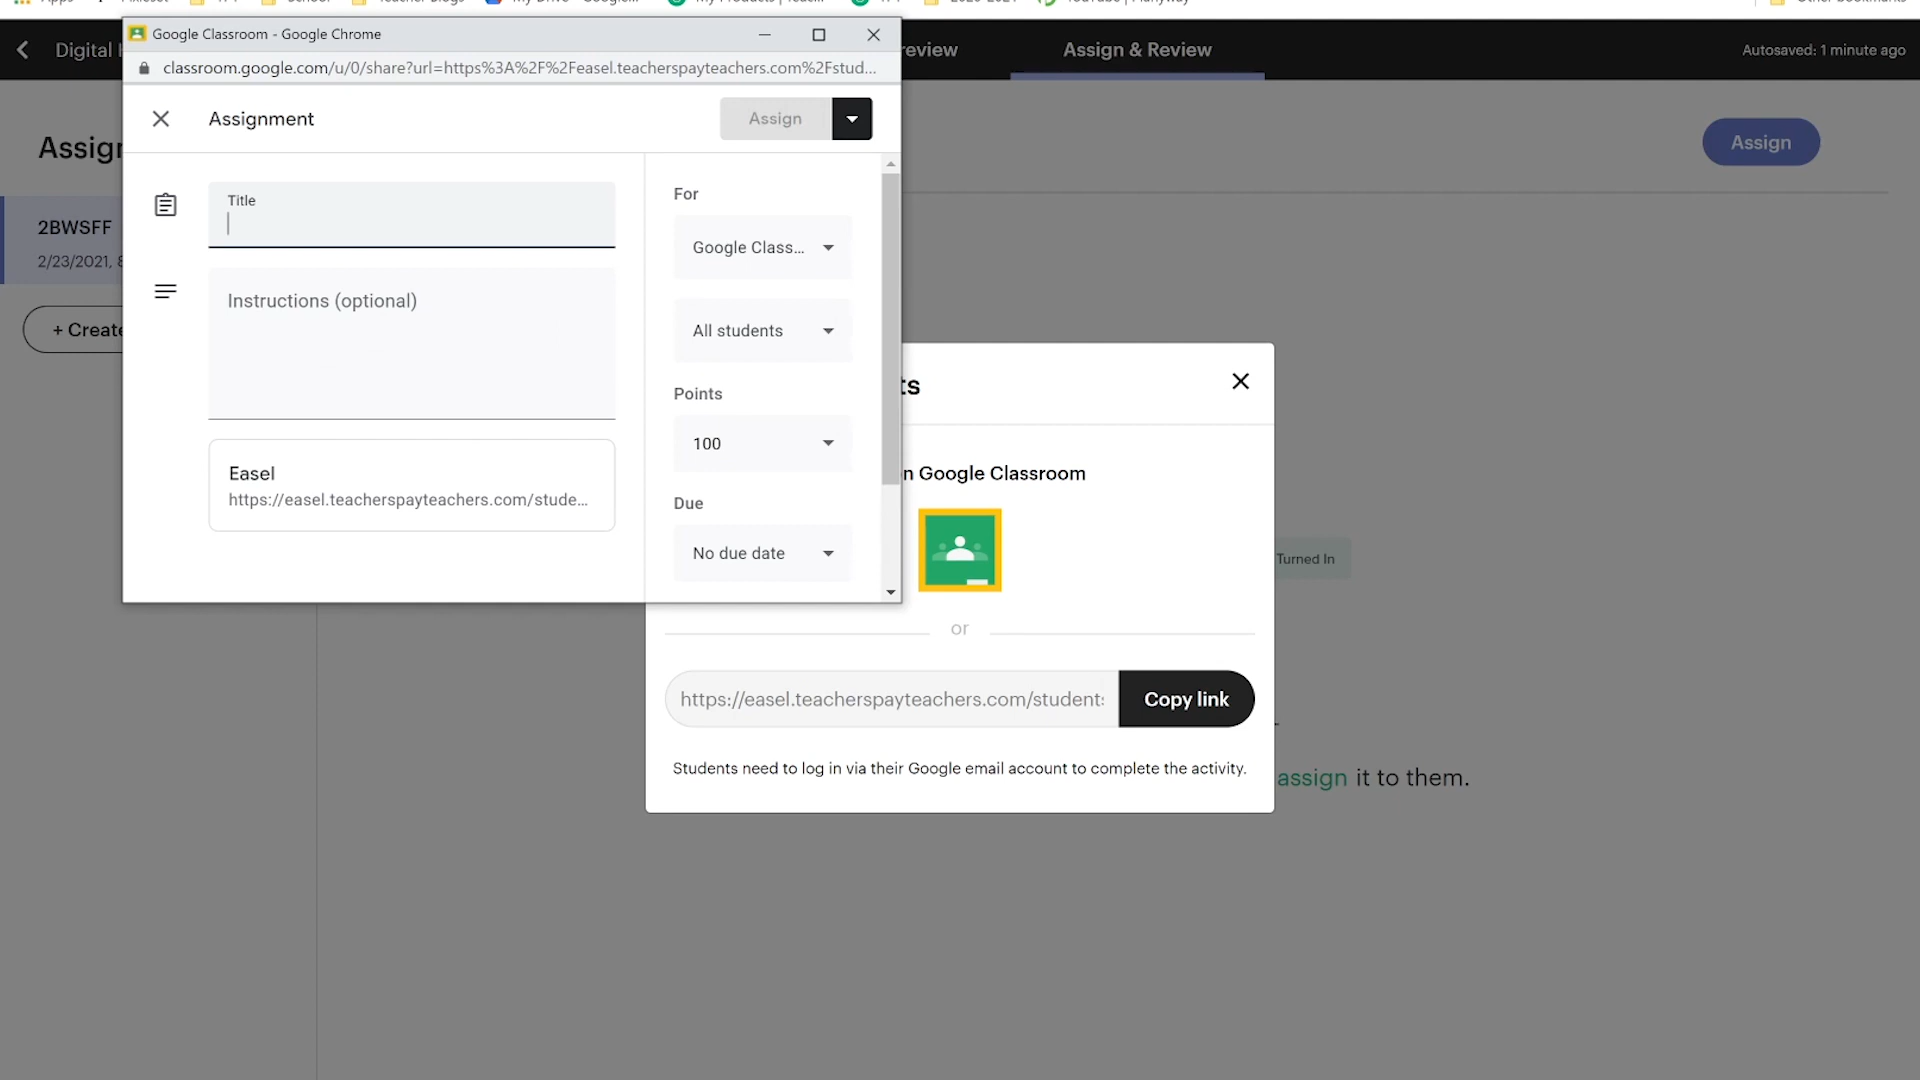 Google Classroom - Google Chrome
classroom.google.com/u/0/share?url=https%3A%2F%2Feasel.teacherspayteachers.com%2Fstud...
Digital
Assign & Review
Autosaved: 1 minute ago
Assignment
Assign
Assign
2BWSFF
2/23/2021,
+ Create
Title
Instructions (optional)
Easel
https://easel.teacherspayteachers.com/stude...
For
Google Class...
All students
Points
100
Due
No due date
n Google Classroom
Turned In
or
https://easel.teacherspayteachers.com/students
Copy link
Students need to log in via their Google email account to complete the activity.
assign it to them.